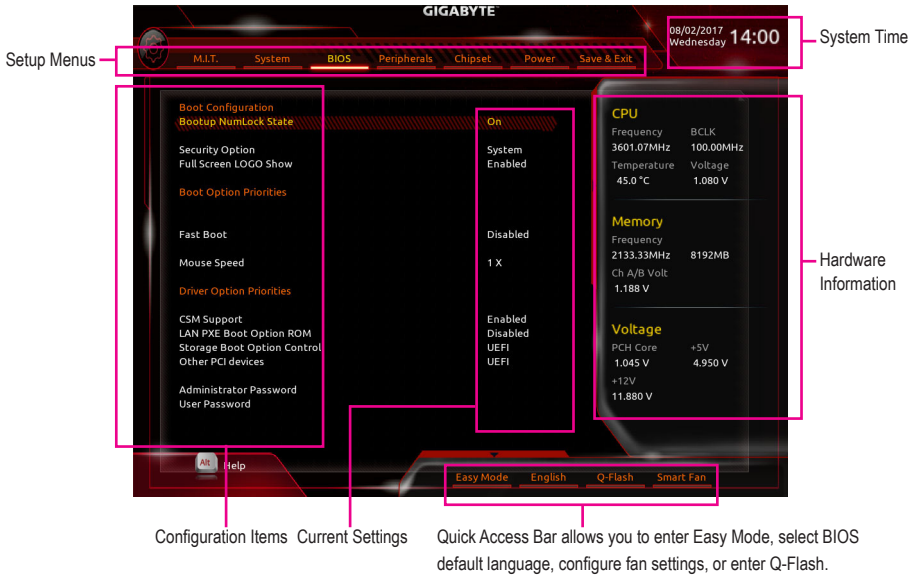 GIGABYTE
08/02/2017
Wednesday
14:00
System Time
Setup Menus
M.I.T. System BIOS Peripherals Chipset Power Save & Exit
Boot Configuration
Bootup NumLock State On
Security Option System
Full Screen LOGO Show Enabled
Boot Option Priorities
Fast Boot Disabled
Mouse Speed 1 X
Driver Option Priorities
CSM Support Enabled
LAN PXE Boot Option ROM Disabled
Storage Boot Option Control UEFI
Other PCI devices UEFI
Administrator Password
User Password
CPU
Frequency BCLK
3601.07MHz 100.00MHz
Temperature Voltage
45.0 °C 1.080 V
Memory
Frequency
2133.33MHz 8192MB
Ch A/B Volt
1.188 V
Voltage
PCH Core +5V
1.045 V 4.950 V
+12V
11.880 V
Hardware
Information
Alt Help
Easy Mode English Q-Flash Smart Fan
Configuration Items
Current Settings
Quick Access Bar allows you to enter Easy Mode, select BIOS
default language, configure fan settings, or enter Q-Flash.